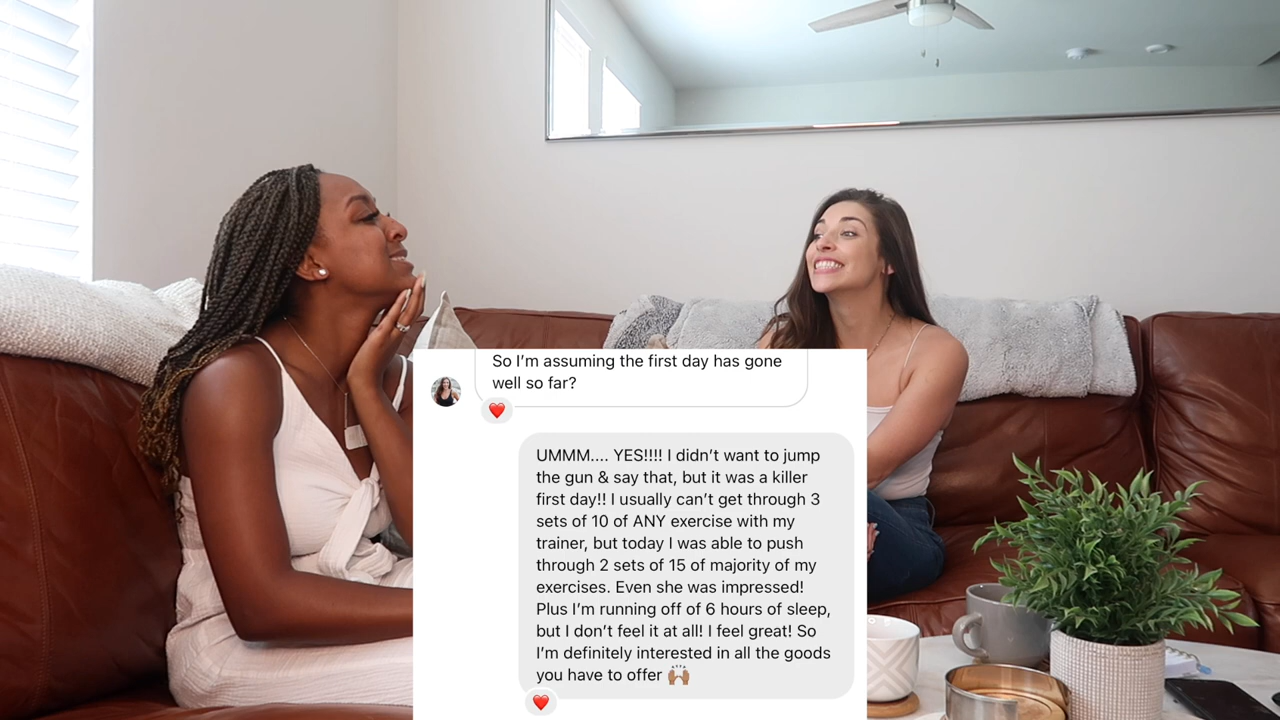 So I’m assuming the first day has gone
well so far?
UMMM.... YES!!!! I didn’t want to jump
the gun & say that, but it was a killer
first day!! I usually can’t get through 3
sets of 10 of ANY exercise with my
trainer, but today I was able to push
through 2 sets of 15 of majority of my
exercises. Even she was impressed!
Plus I’m running off of 6 hours of sleep,
but I don’t feel it at all! I feel great! So
I’m definitely interested in all the goods
you have to offer 🙌🏽